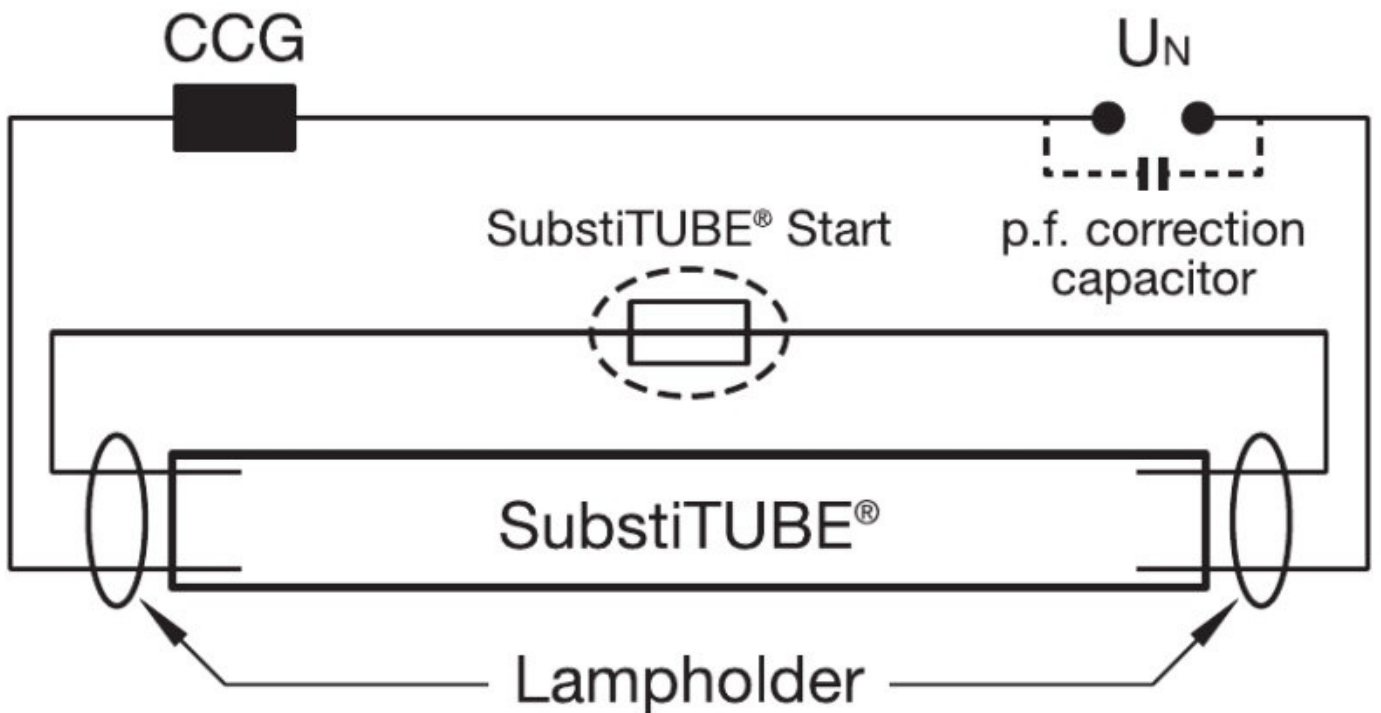 CCG
UN
SubstiTUBE® Start
p.f. correction
capacitor
SubstiTUBE®
Lampholder